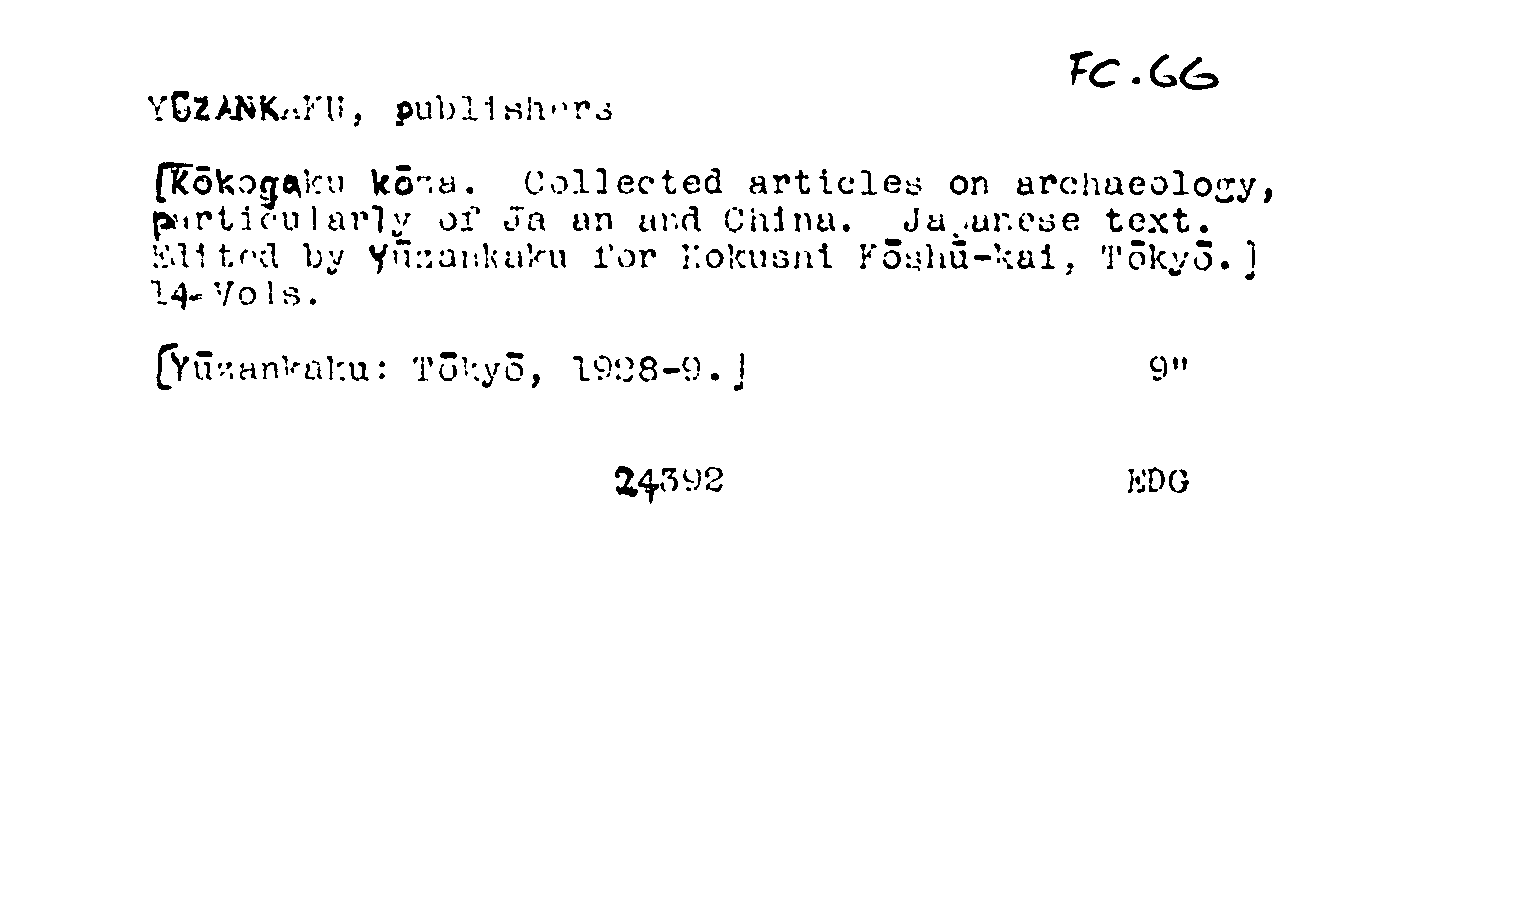 FC.66
YŪZANKAKU, publishers
[Kōkogaku kōza. Collected articles on archaeology,
particularly of Japan and China. Japanese text.
Edited by Yūzankaku for Kokushi Kōshū-kai, Tōkyō.]
14 Vols.
[Yūzankaku: Tōkyō, 1928-9.] 9"
24392 EDG